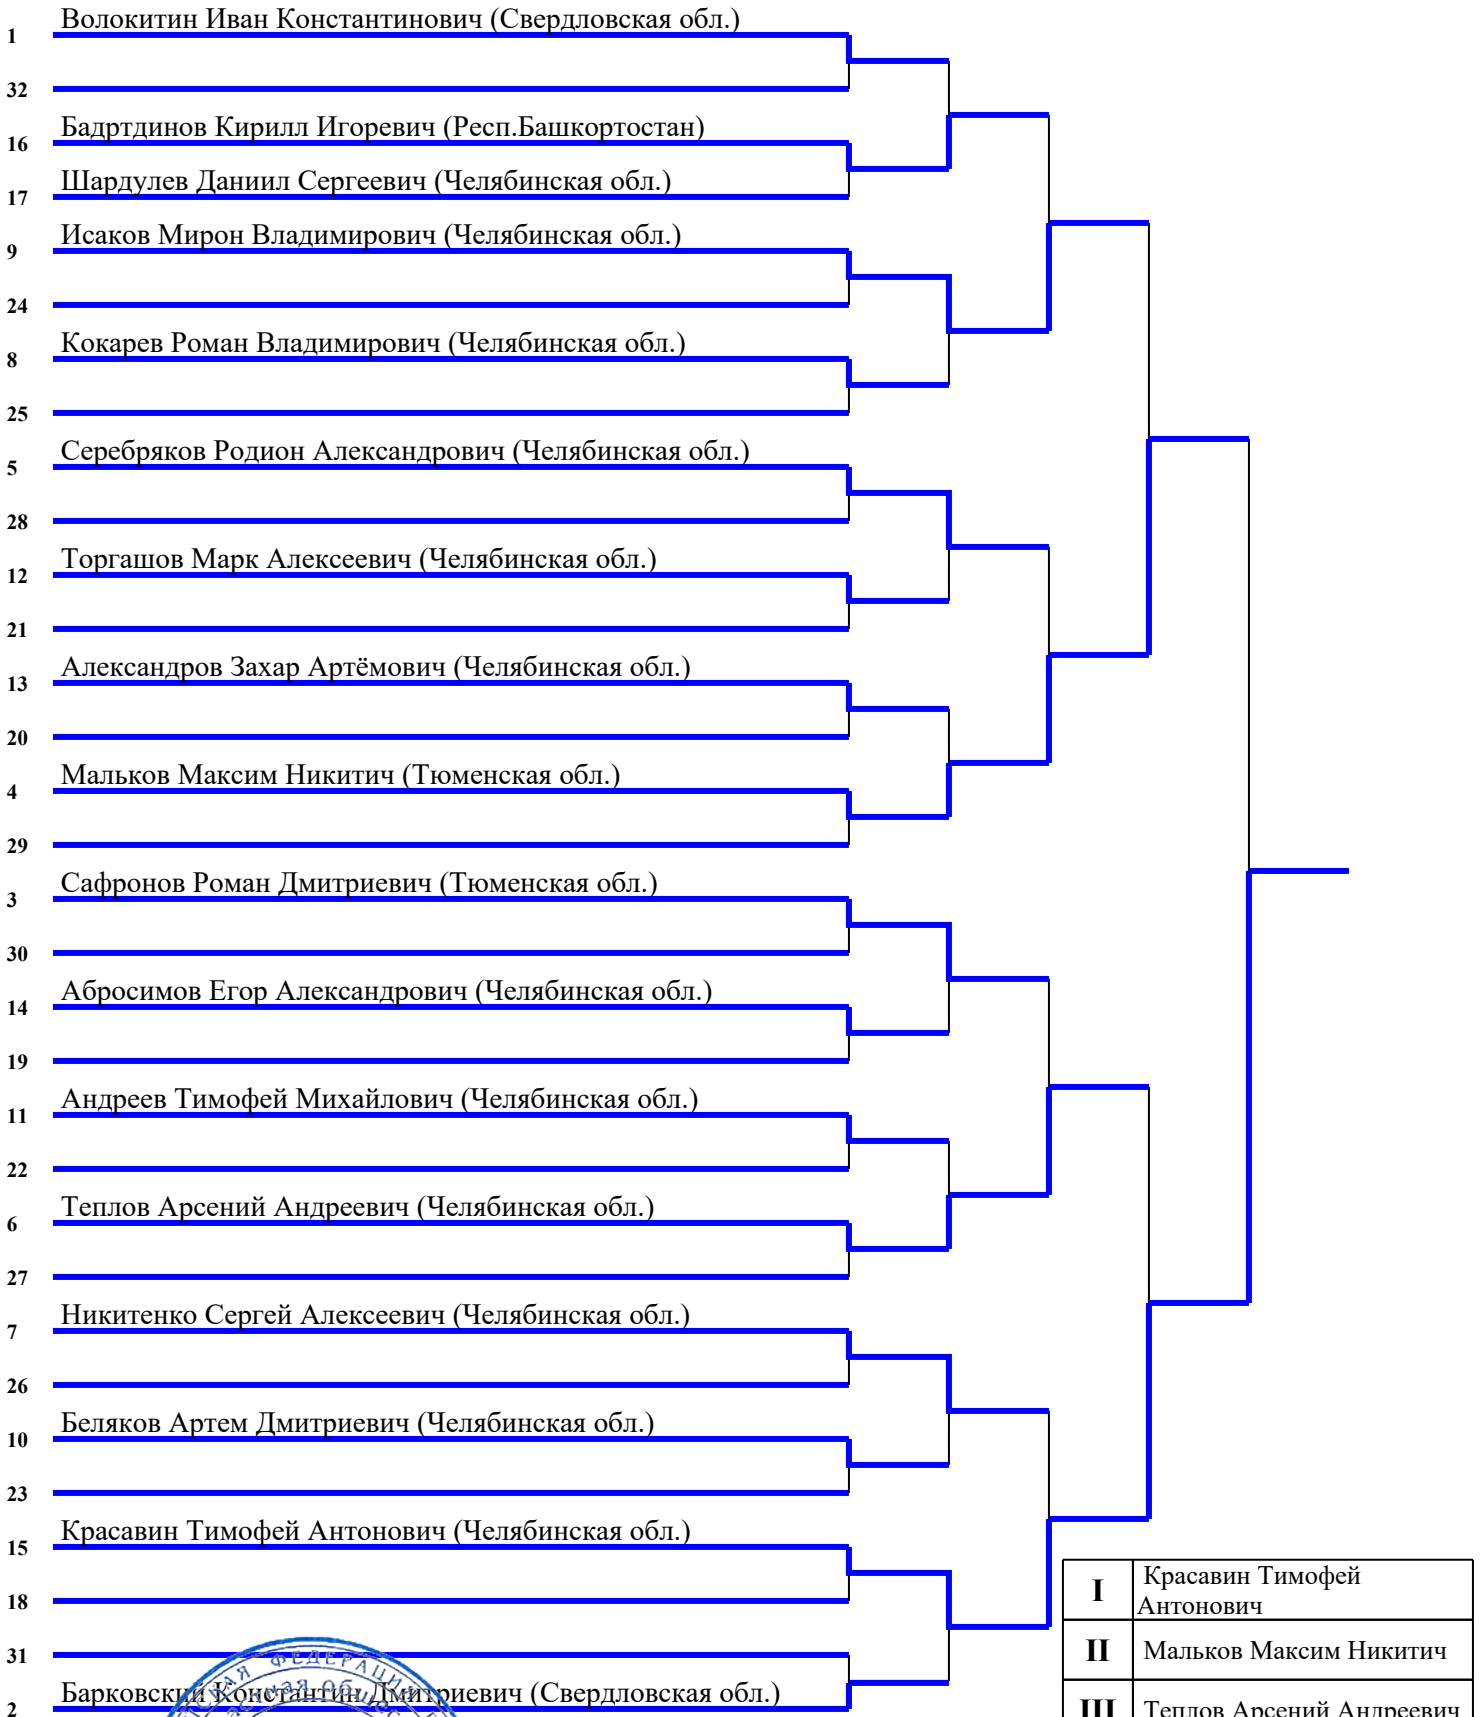 Волокитин Иван Константинович (Свердловская обл.)
1
32
Бадртдинов Кирилл Игоревич (Респ.Башкортостан)
16
Шардулев Даниил Сергеевич (Челябинская обл.)
17
Исаков Мирон Владимирович (Челябинская обл.)
9
24
Кокарев Роман Владимирович (Челябинская обл.)
8
25
Серебряков Родион Александрович (Челябинская обл.)
5
28
Торгашов Марк Алексеевич (Челябинская обл.)
12
21
Александров Захар Артёмович (Челябинская обл.)
13
20
Мальков Максим Никитич (Тюменская обл.)
4
29
Сафронов Роман Дмитриевич (Тюменская обл.)
3
30
Абросимов Егор Александрович (Челябинская обл.)
14
19
Андреев Тимофей Михайлович (Челябинская обл.)
11
22
Теплов Арсений Андреевич (Челябинская обл.)
6
27
Никитенко Сергей Алексеевич (Челябинская обл.)
7
26
Беляков Артем Дмитриевич (Челябинская обл.)
10
23
Красавин Тимофей Антонович (Челябинская обл.)
15
18
31
Барковский Константин Дмитриевич (Свердловская обл.)
2
I Красавин Тимофей
Антонович
II Мальков Максим Никитич
III Теплов Арсений Андреевич
ФЕДЕРАЦИЯ